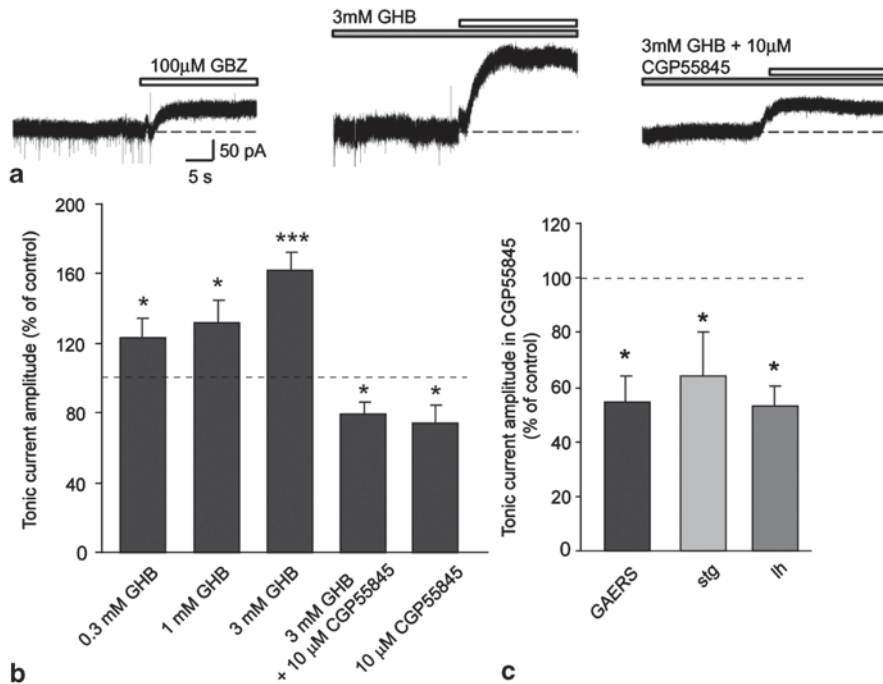 3mM GHB
100μM GBZ
3mM GHB + 10μM
CGP55845
50 pA
5 s
a
Tonic current amplitude (% of control)
200
160
120
80
40
0
*
*
***
*
*
0.3 mM GHB
1 mM GHB
3 mM GHB
3 mM GHB
+ 10 μM CGP55845
10 μM CGP55845
b
Tonic current amplitude in CGP55845
(% of control)
120
100
80
60
40
20
0
*
*
*
GAERS
stg
lh
c